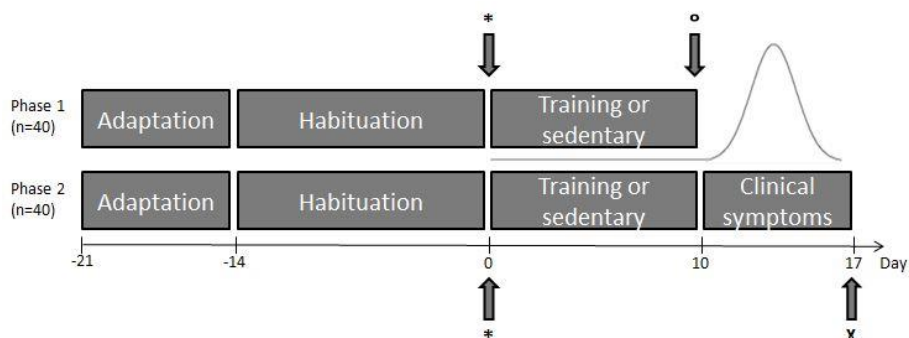 * o
Phase 1
(n=40)
Adaptation
Habituation
Training or
sedentary
Phase 2
(n=40)
Adaptation
Habituation
Training or
sedentary
Clinical
symptoms
-21 -14 0 10 17 Day
* x